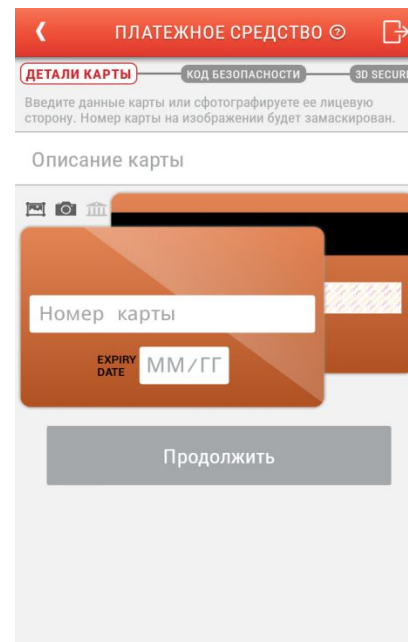 ПЛАТЕЖНОЕ СРЕДСТВО
ДЕТАЛИ КАРТЫ КОД БЕЗОПАСНОСТИ 3D SECURE
Введите данные карты или сфотографируете ее лицевую
сторону. Номер карты на изображении будет замаскирован.
Описание карты
Номер карты
EXPIRY
DATE
ММ/ГГ
Продолжить